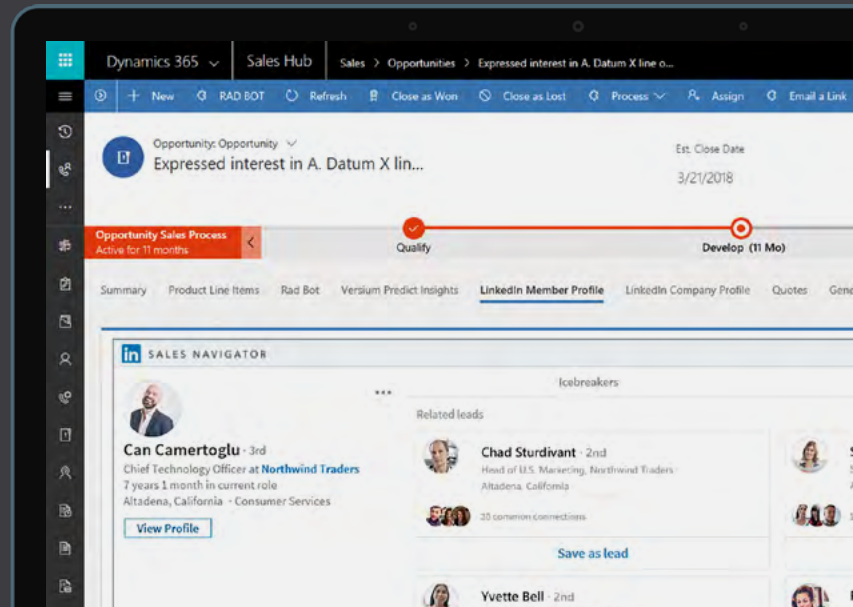 Dynamics 365
Sales Hub
Sales > Opportunities > Expressed interest in A. Datum X line o...
+ New
RAD BOT
Refresh
Close as Won
Close as Lost
Process
Assign
Email a Link
Opportunity: Opportunity
Expressed interest in A. Datum X lin...
Est. Close Date
3/21/2018
Opportunity Sales Process
Active for 11 months
Qualify
Develop (11 Mo)
Summary
Product Line Items
Rad Bot
Versium Predict Insights
LinkedIn Member Profile
LinkedIn Company Profile
Quotes
Gene
in SALES NAVIGATOR
Can Camertoglu · 3rd
Chief Technology Officer at Northwind Traders
7 years 1 month in current role
Altadena, California · Consumer Services
View Profile
Icebreakers
Related leads
Chad Sturdivant · 2nd
Head of U.S. Marketing, Northwind Traders
Altadena, California
common connections
Save as lead
Yvette Bell · 2nd